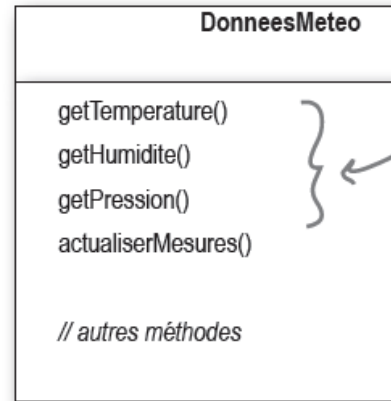 DonneesMeteo
getTemperature()
getHumidite()
getPression()
actualiserMesures()
// autres méthodes